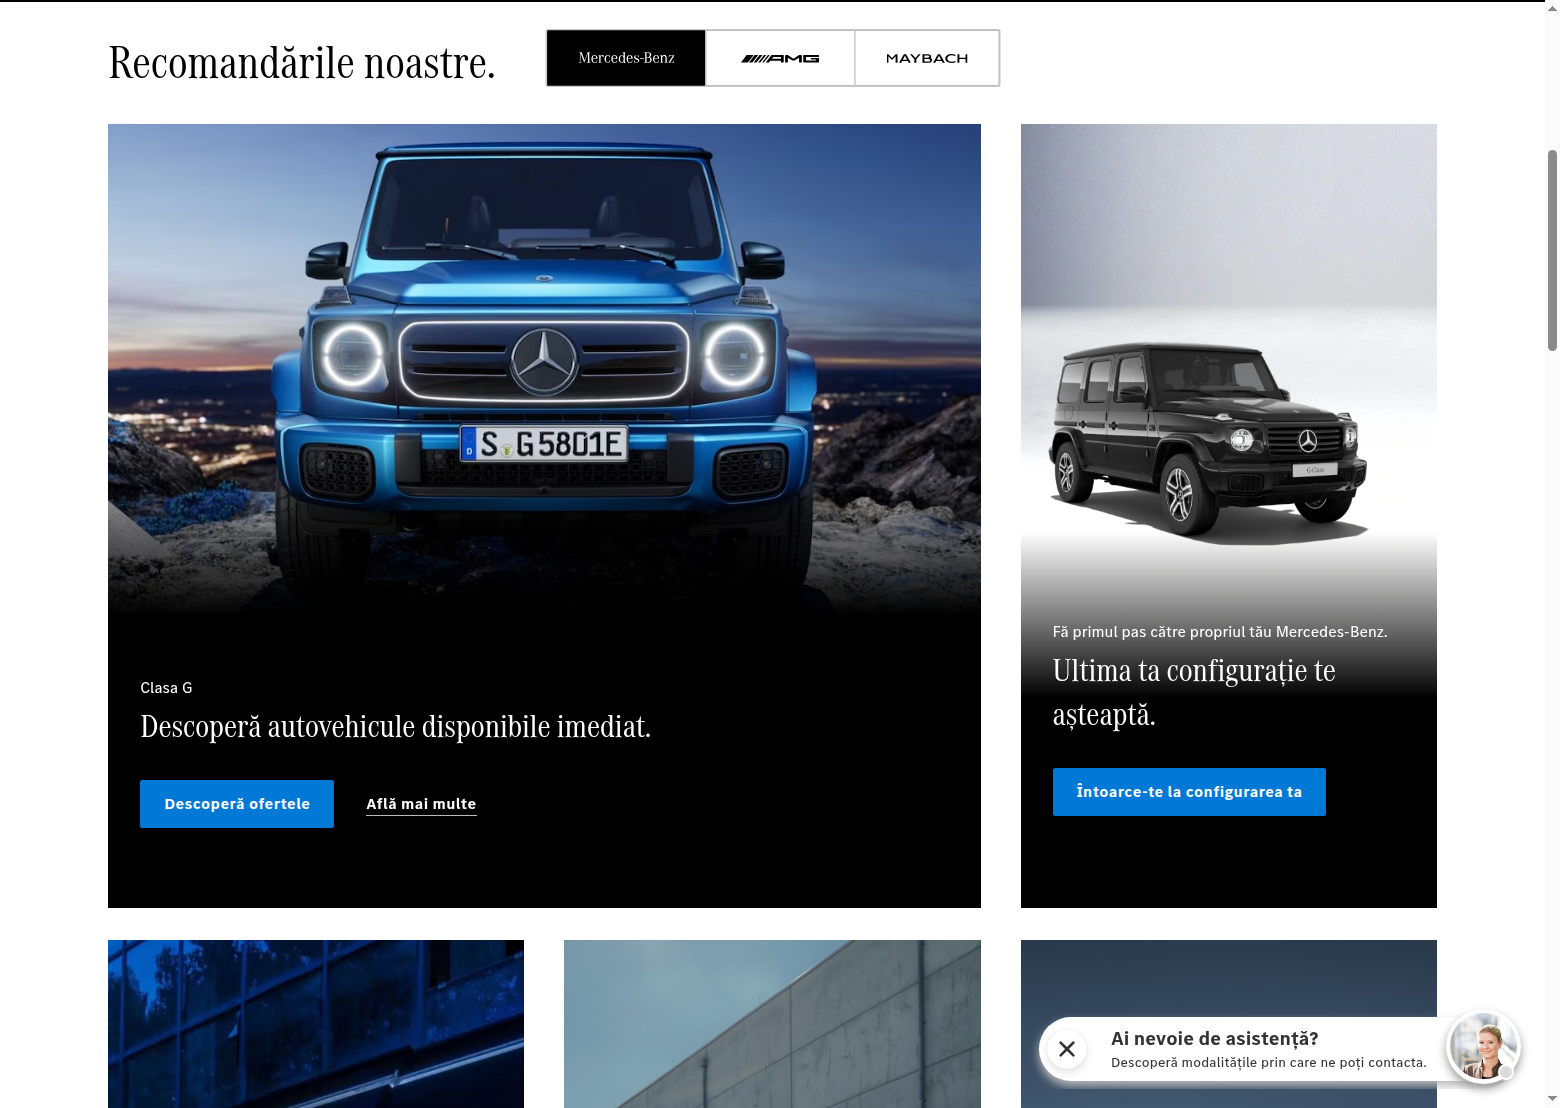 Recomandările noastre.
Mercedes-Benz
AMG
MAYBACH
S G 5801E
D
G-Class
Clasa G
Descoperă autovehicule disponibile imediat.
Descoperă ofertele
Află mai multe
Fă primul pas către propriul tău Mercedes-Benz.
Ultima ta configurație te
așteaptă.
Întoarce-te la configurarea ta
Ai nevoie de asistență?
Descoperă modalitățile prin care ne poți contacta.